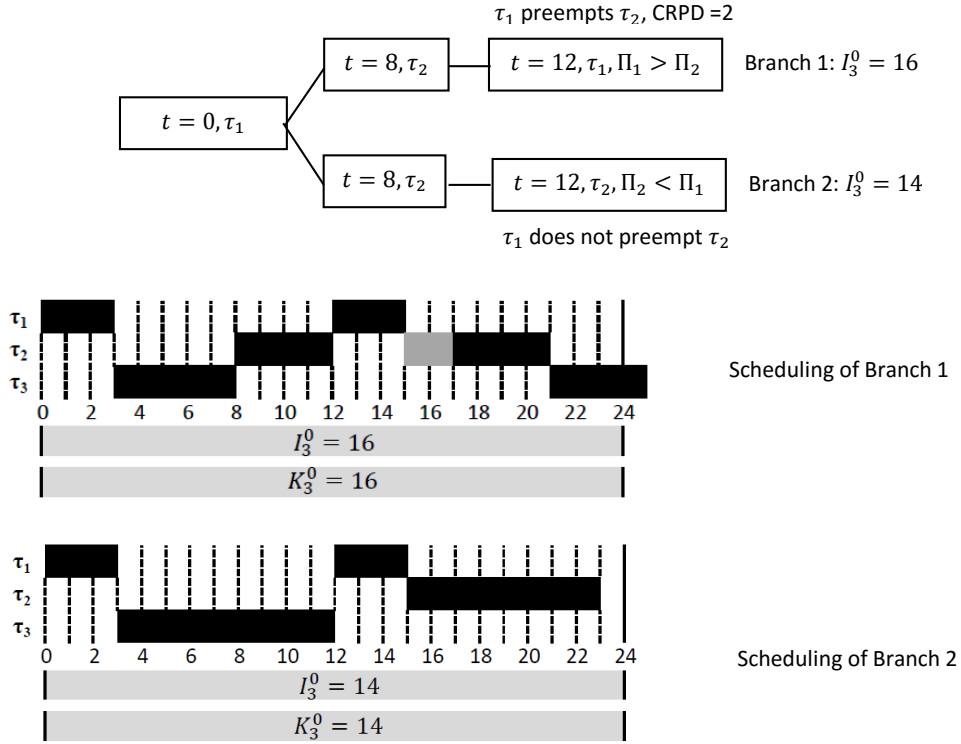 τ₁ preempts τ₂, CRPD =2
t = 8, τ₂
t = 12, τ₁, Π₁ > Π₂
Branch 1: I₃⁰ = 16
t = 0, τ₁
t = 8, τ₂
t = 12, τ₂, Π₂ < Π₁
Branch 2: I₃⁰ = 14
τ₁ does not preempt τ₂
τ₁
τ₂
τ₃
Scheduling of Branch 1
0 2 4 6 8 10 12 14 16 18 20 22 24
I₃⁰ = 16
K₃⁰ = 16
τ₁
τ₂
τ₃
0 2 4 6 8 10 12 14 16 18 20 22 24
Scheduling of Branch 2
I₃⁰ = 14
K₃⁰ = 14